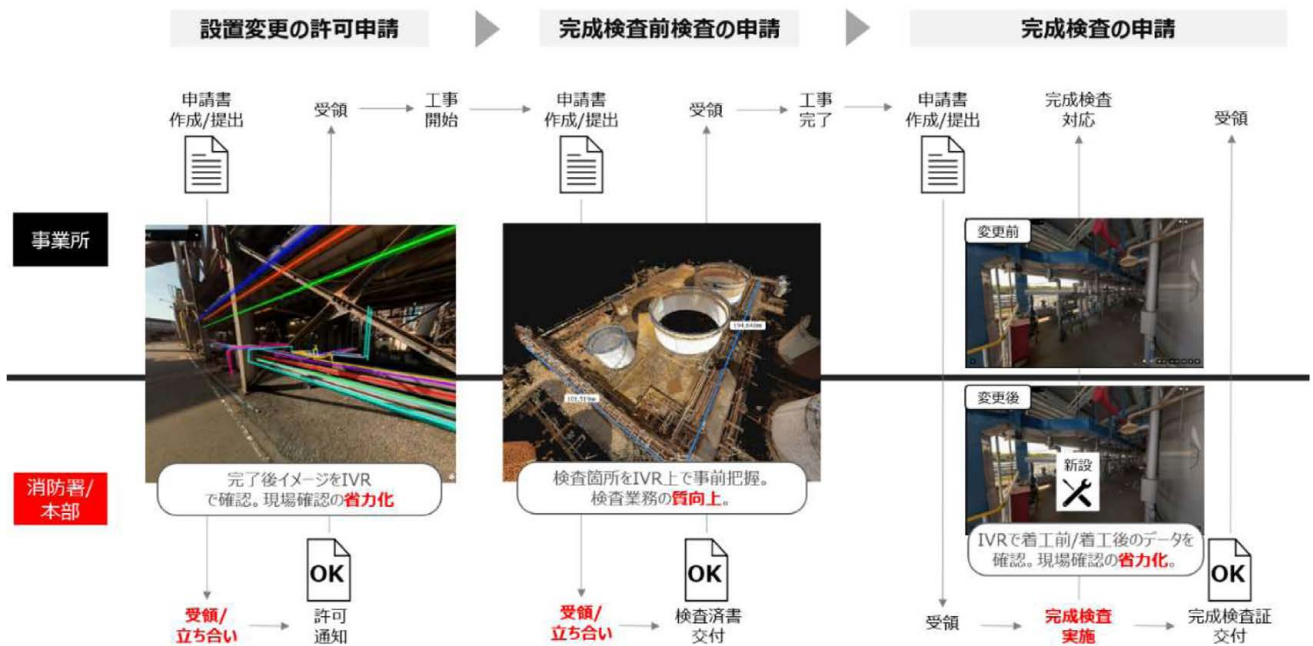 設置変更の許可申請
完成検査前検査の申請
完成検査の申請
申請書
作成/提出
受領
工事
開始
申請書
作成/提出
受領
工事
完了
申請書
作成/提出
完成検査
対応
受領
事業所
変更前
194.640m
101.519m
変更後
新設
消防署/
本部
完了後イメージをIVR
で確認。現場確認の省力化
検査箇所をIVR上で事前把握。
検査業務の質向上。
IVRで着工前/着工後のデータを
確認。現場確認の省力化。
OK
OK
OK
受領/
立ち合い
許可
通知
受領/
立ち合い
検査済書
交付
受領
完成検査
実施
完成検査証
交付